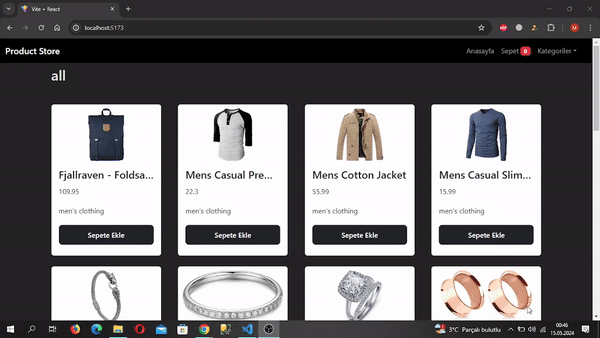 Vite + React
localhost:5173
Product Store
Anasayfa Sepet 0 Kategoriler
all
Fjallraven - Foldsa...
109.95
men's clothing
Sepete Ekle
Mens Casual Pre...
22.3
men's clothing
Sepete Ekle
Mens Cotton Jacket
55.99
men's clothing
Sepete Ekle
Mens Casual Slim...
15.99
men's clothing
Sepete Ekle
3°C Parçalı bulutlu
00:46
15.05.2024